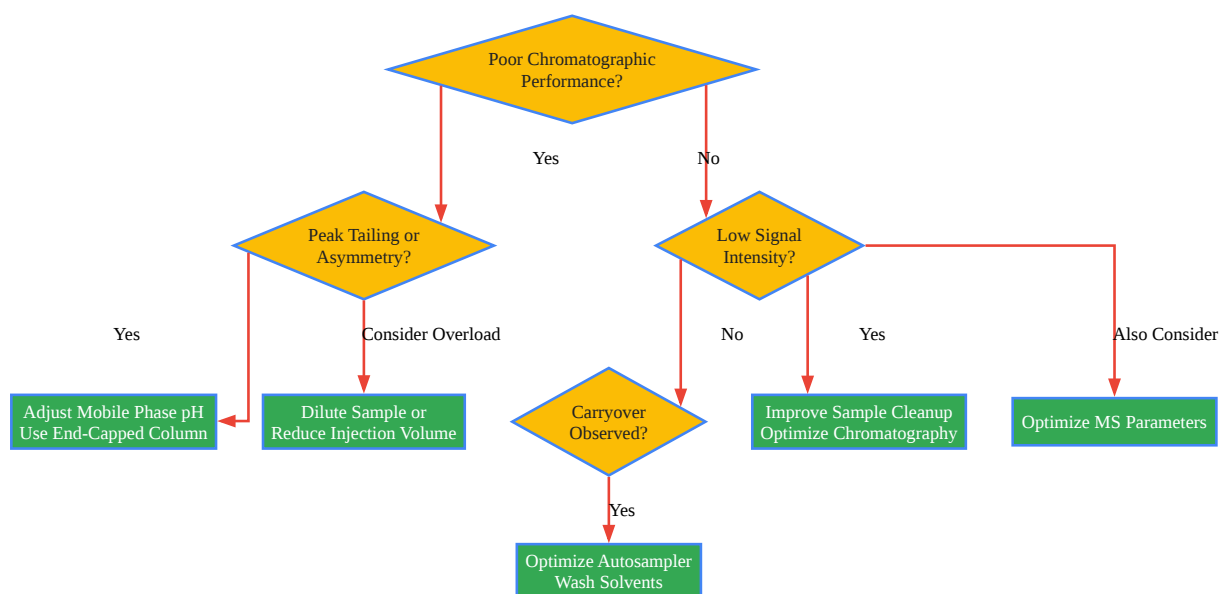 Poor Chromatographic
Performance?
Yes
No
Peak Tailing or
Asymmetry?
Low Signal
Intensity?
Yes
Consider Overload
No
Yes
Also Consider
Adjust Mobile Phase pH
Use End-Capped Column
Dilute Sample or
Reduce Injection Volume
Carryover
Observed?
Improve Sample Cleanup
Optimize Chromatography
Optimize MS Parameters
Yes
Optimize Autosampler
Wash Solvents